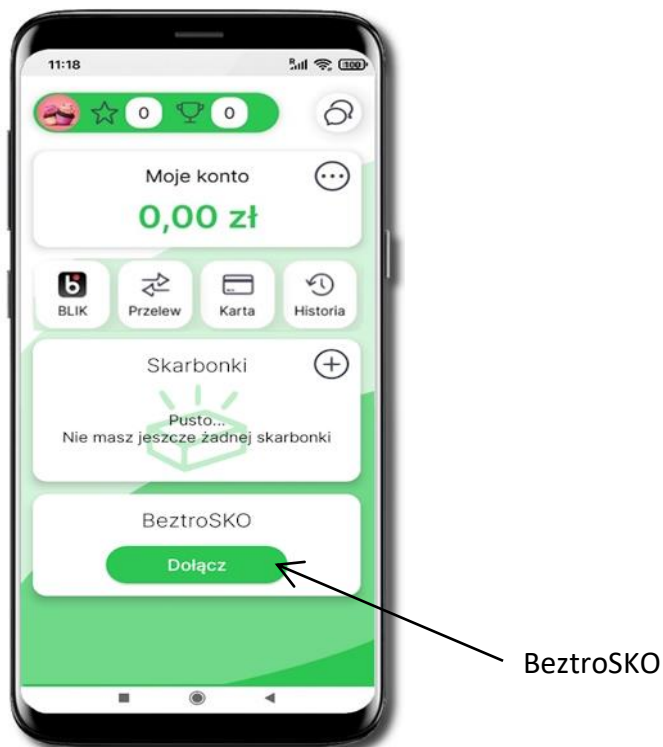 11:18
R
100
0
0
Moje konto
0,00 zł
b
BLIK
Przelew
Karta
Historia
Skarbonki
Pusto...
Nie masz jeszcze żadnej skarbonki
BeztroSKO
Dołącz
BeztroSKO